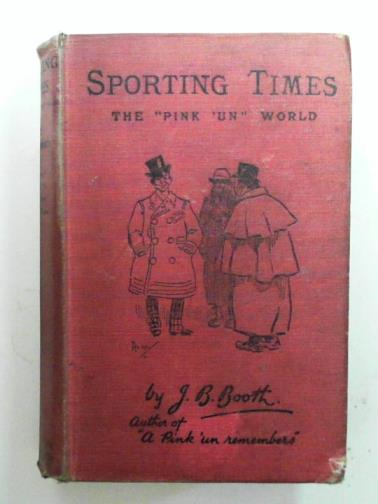 SPORTING TIMES
THE "PINK 'UN" WORLD
by J. B. Booth.
Author of
"A Pink 'un remembers"